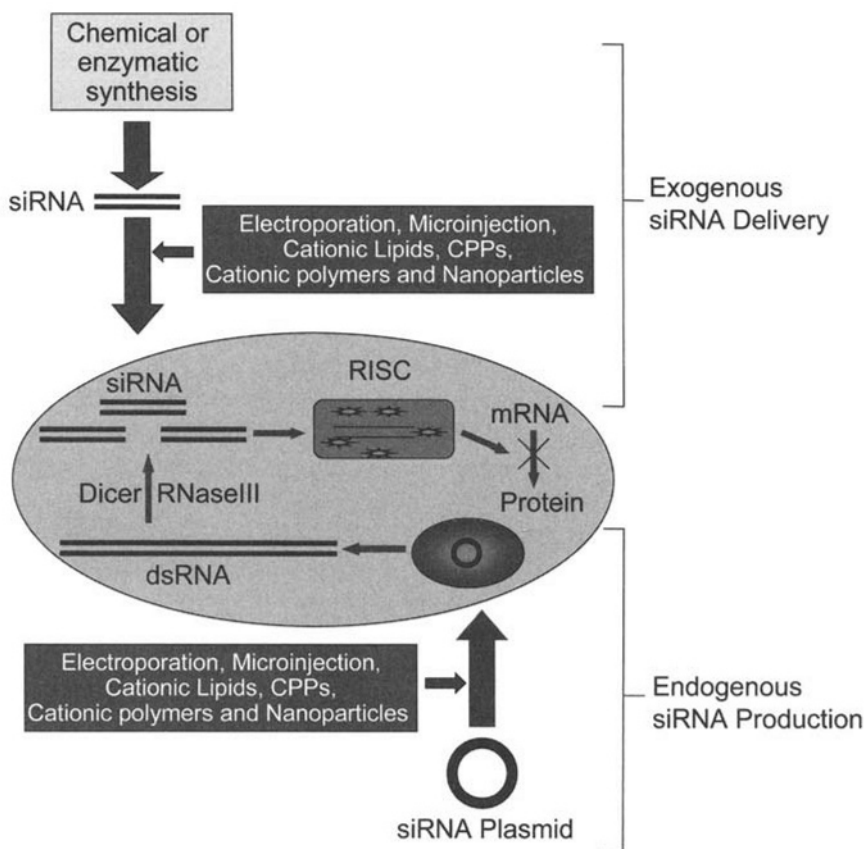 Chemical or
enzymatic
synthesis
siRNA
Electroporation, Microinjection,
Cationic Lipids, CPPs,
Cationic polymers and Nanoparticles
Exogenous
siRNA Delivery
siRNA
RISC
mRNA
Dicer
RNaseIII
Protein
dsRNA
Electroporation, Microinjection,
Cationic Lipids, CPPs,
Cationic polymers and Nanoparticles
Endogenous
siRNA Production
siRNA Plasmid